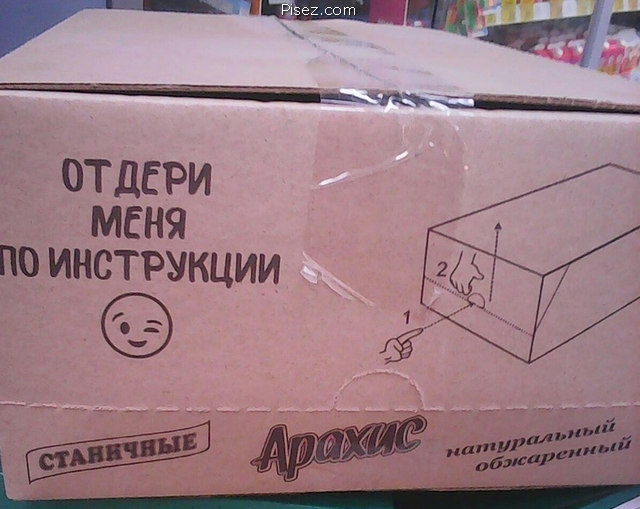 Pisez.com
ОТДЕРИ
МЕНЯ
ПО ИНСТРУКЦИИ
2
1
СТАНИЧНЫЕ
Арахис
натуральный
обжаренный